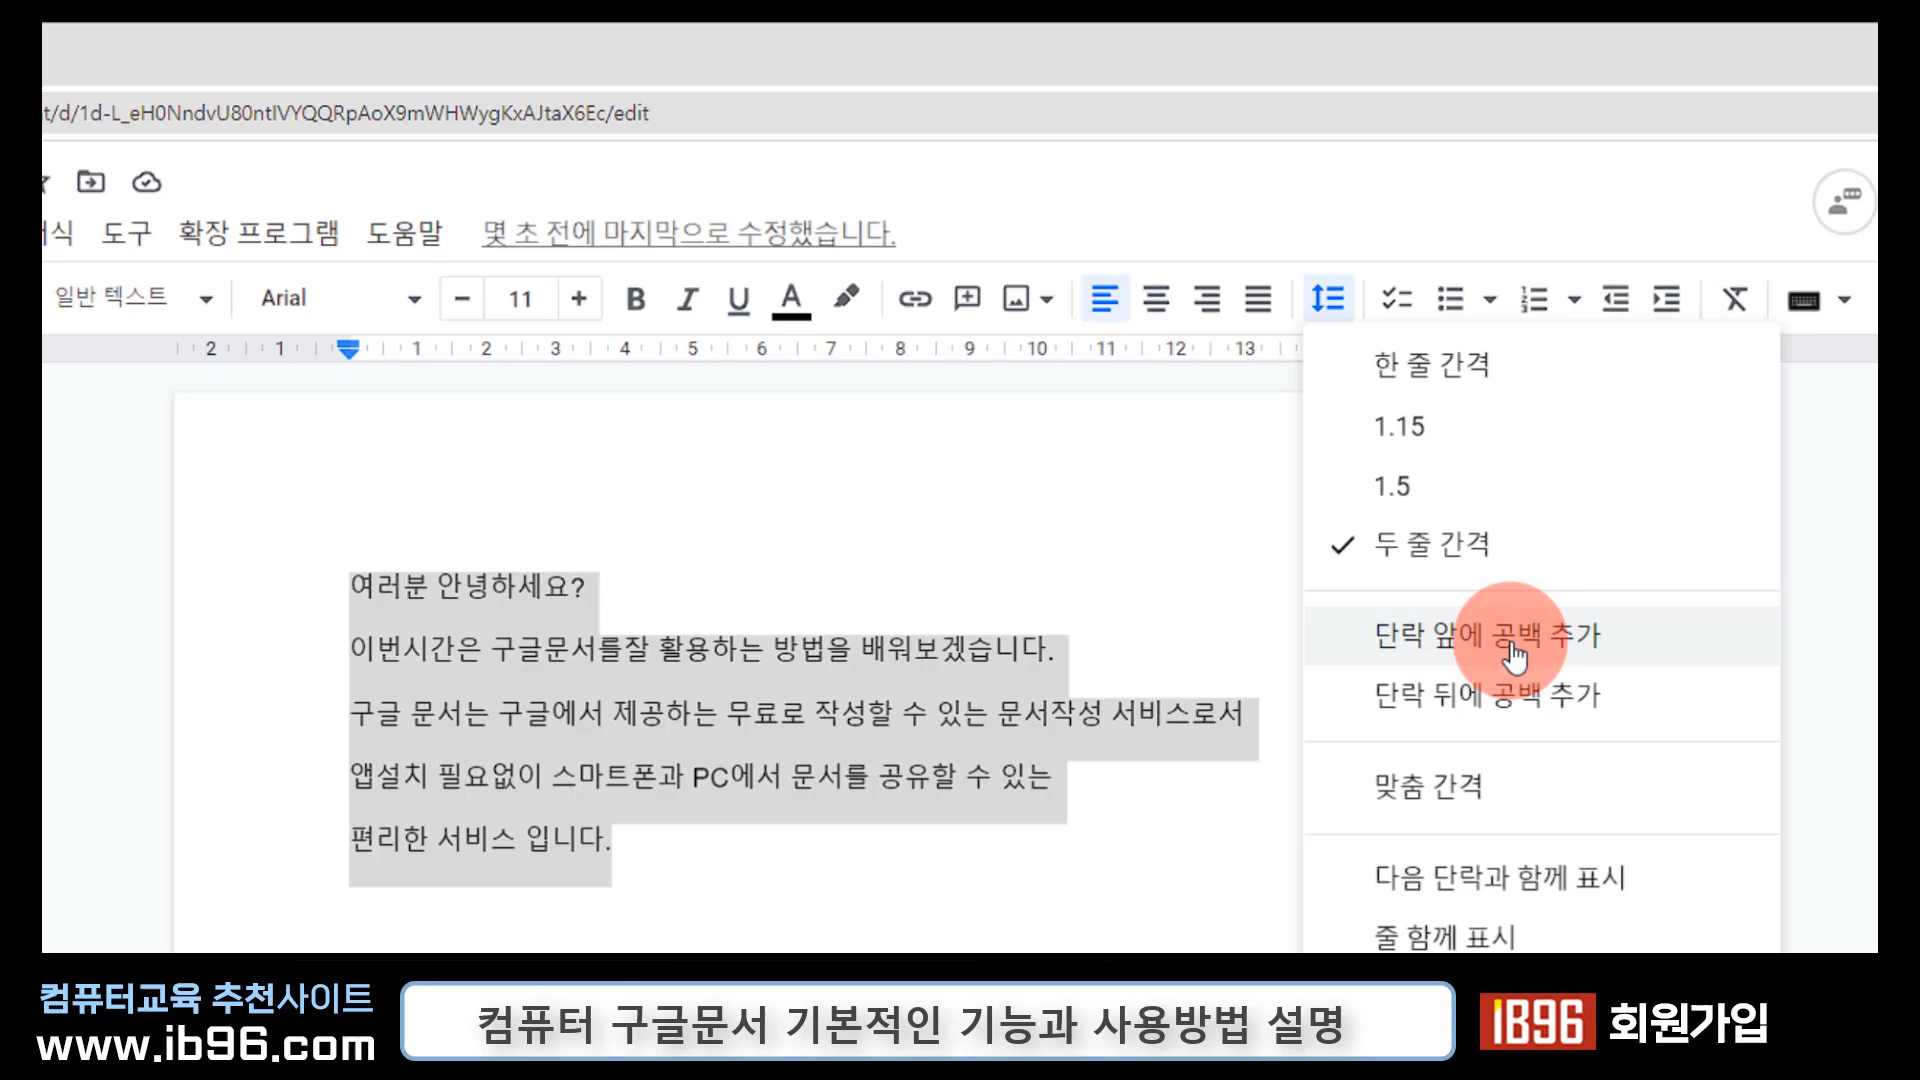 t/d/1d-L_eH0NndvU80ntIVYQQRpAoX9mWHWygKxAJtaX6Ec/edit
도구 확장 프로그램 도움말 몇 초 전에 마지막으로 수정했습니다.
일반 텍스트 Arial 11 B I U A
2 1 1 2 3 4 5 6 7 8 9 10 11 12 13
한 줄 간격
1.15
1.5
두 줄 간격
단락 앞에 공백 추가
단락 뒤에 공백 추가
맞춤 간격
다음 단락과 함께 표시
줄 함께 표시
여러분 안녕하세요?
이번시간은 구글문서를잘 활용하는 방법을 배워보겠습니다.
구글 문서는 구글에서 제공하는 무료로 작성할 수 있는 문서작성 서비스로서
앱설치 필요없이 스마트폰과 PC에서 문서를 공유할 수 있는
편리한 서비스 입니다.
컴퓨터교육 추천사이트
www.ib96.com
컴퓨터 구글문서 기본적인 기능과 사용방법 설명
IB96 회원가입